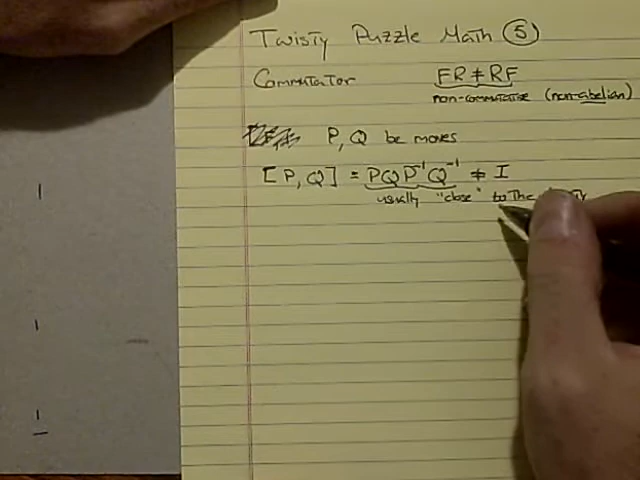 Twisty Puzzle Math 5
Commutator FR ≠ RF
non-commutative (non-abelian)
P, Q be moves
[P, Q] = PQP⁻¹Q⁻¹ ≠ I
usually "close" to the